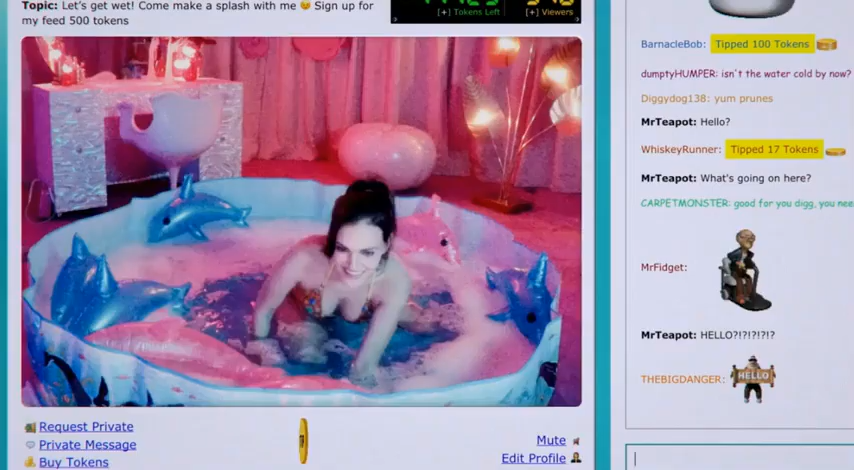 Topic: Let's get wet! Come make a splash with me 😉 Sign up for
my feed 500 tokens
[+] Tokens Left
[+] Viewers
Request Private
Private Message
Buy Tokens
Mute
Edit Profile
BarnacleBob: Tipped 100 Tokens
dumptyHUMPER: isn't the water cold by now?
Diggydog138: yum prunes
MrTeapot: Hello?
WhiskeyRunner: Tipped 17 Tokens
MrTeapot: What's going on here?
CARPETMONSTER: good for you digg, you nee
MrFidget:
MrTeapot: HELLO?!?!?!?!?
THEBIGDANGER: HELLO